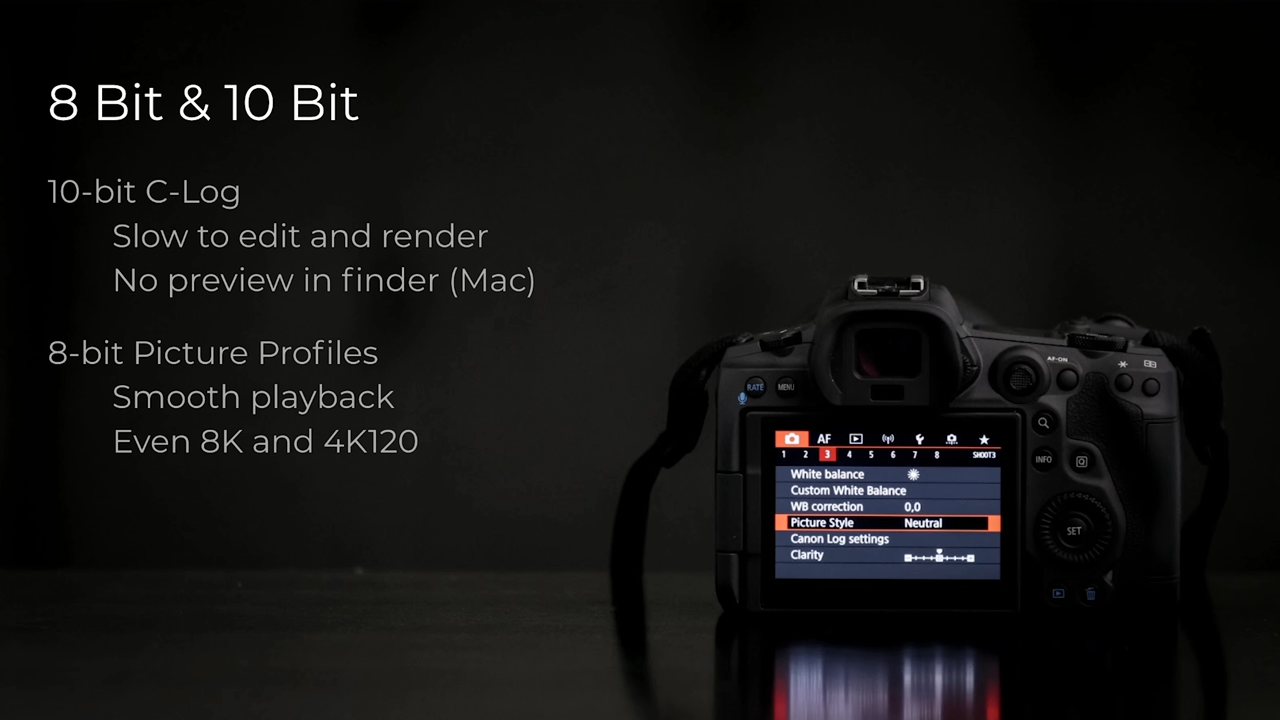 8 Bit & 10 Bit
10-bit C-Log
Slow to edit and render
No preview in finder (Mac)
8-bit Picture Profiles
Smooth playback
Even 8K and 4K120
AF-ON
RATE
MENU
INFO
Q
SET
AF
1 2 3 4 5 6 7 8 SHOOT3
White balance
Custom White Balance
WB correction 0,0
Picture Style Neutral
Canon Log settings
Clarity